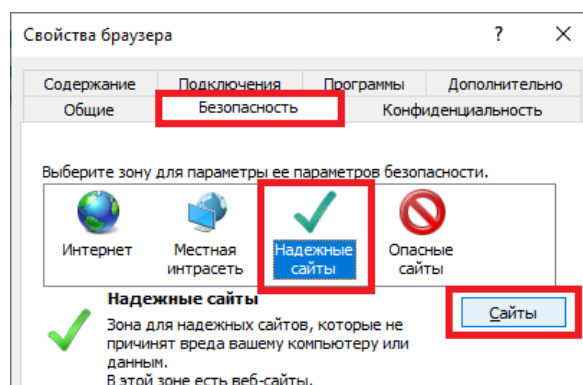 Свойства браузера ? ×
Содержание Подключения Программы Дополнительно
Общие Безопасность Конфиденциальность
Выберите зону для параметры ее параметров безопасности.
Интернет Местная интрасеть Надежные сайты Опасные сайты
Надежные сайты
Сайты
Зона для надежных сайтов, которые не
причинят вреда вашему компьютеру или
данным.
В этой зоне есть веб-сайты.